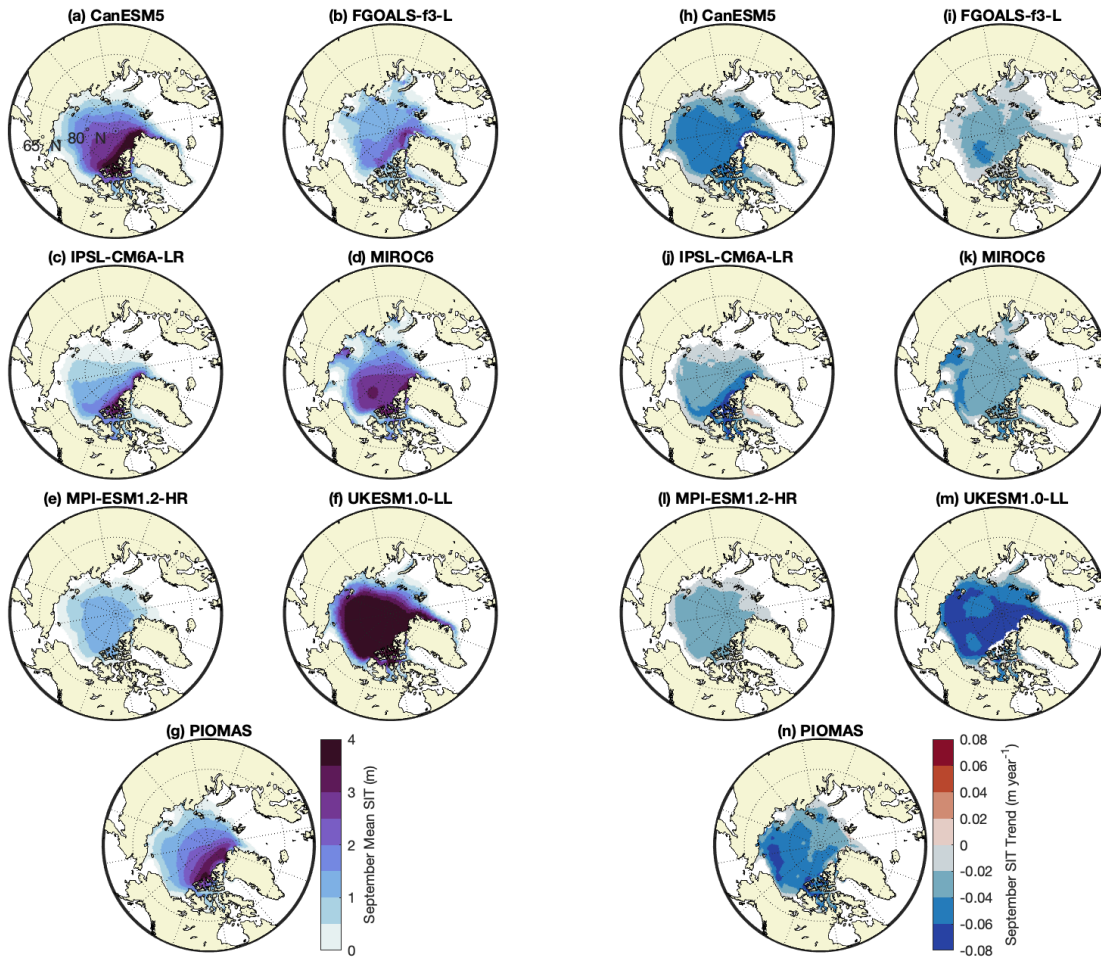 (a) CanESM5
(b) FGOALS-f3-L
(h) CanESM5
(i) FGOALS-f3-L
65° N 80° N
(c) IPSL-CM6A-LR
(d) MIROC6
(j) IPSL-CM6A-LR
(k) MIROC6
(e) MPI-ESM1.2-HR
(f) UKESM1.0-LL
(l) MPI-ESM1.2-HR
(m) UKESM1.0-LL
(g) PIOMAS
4
3
2
1
0
September Mean SIT (m)
(n) PIOMAS
0.08
0.06
0.04
0.02
0
-0.02
-0.04
-0.06
-0.08
September SIT Trend (m year⁻¹)